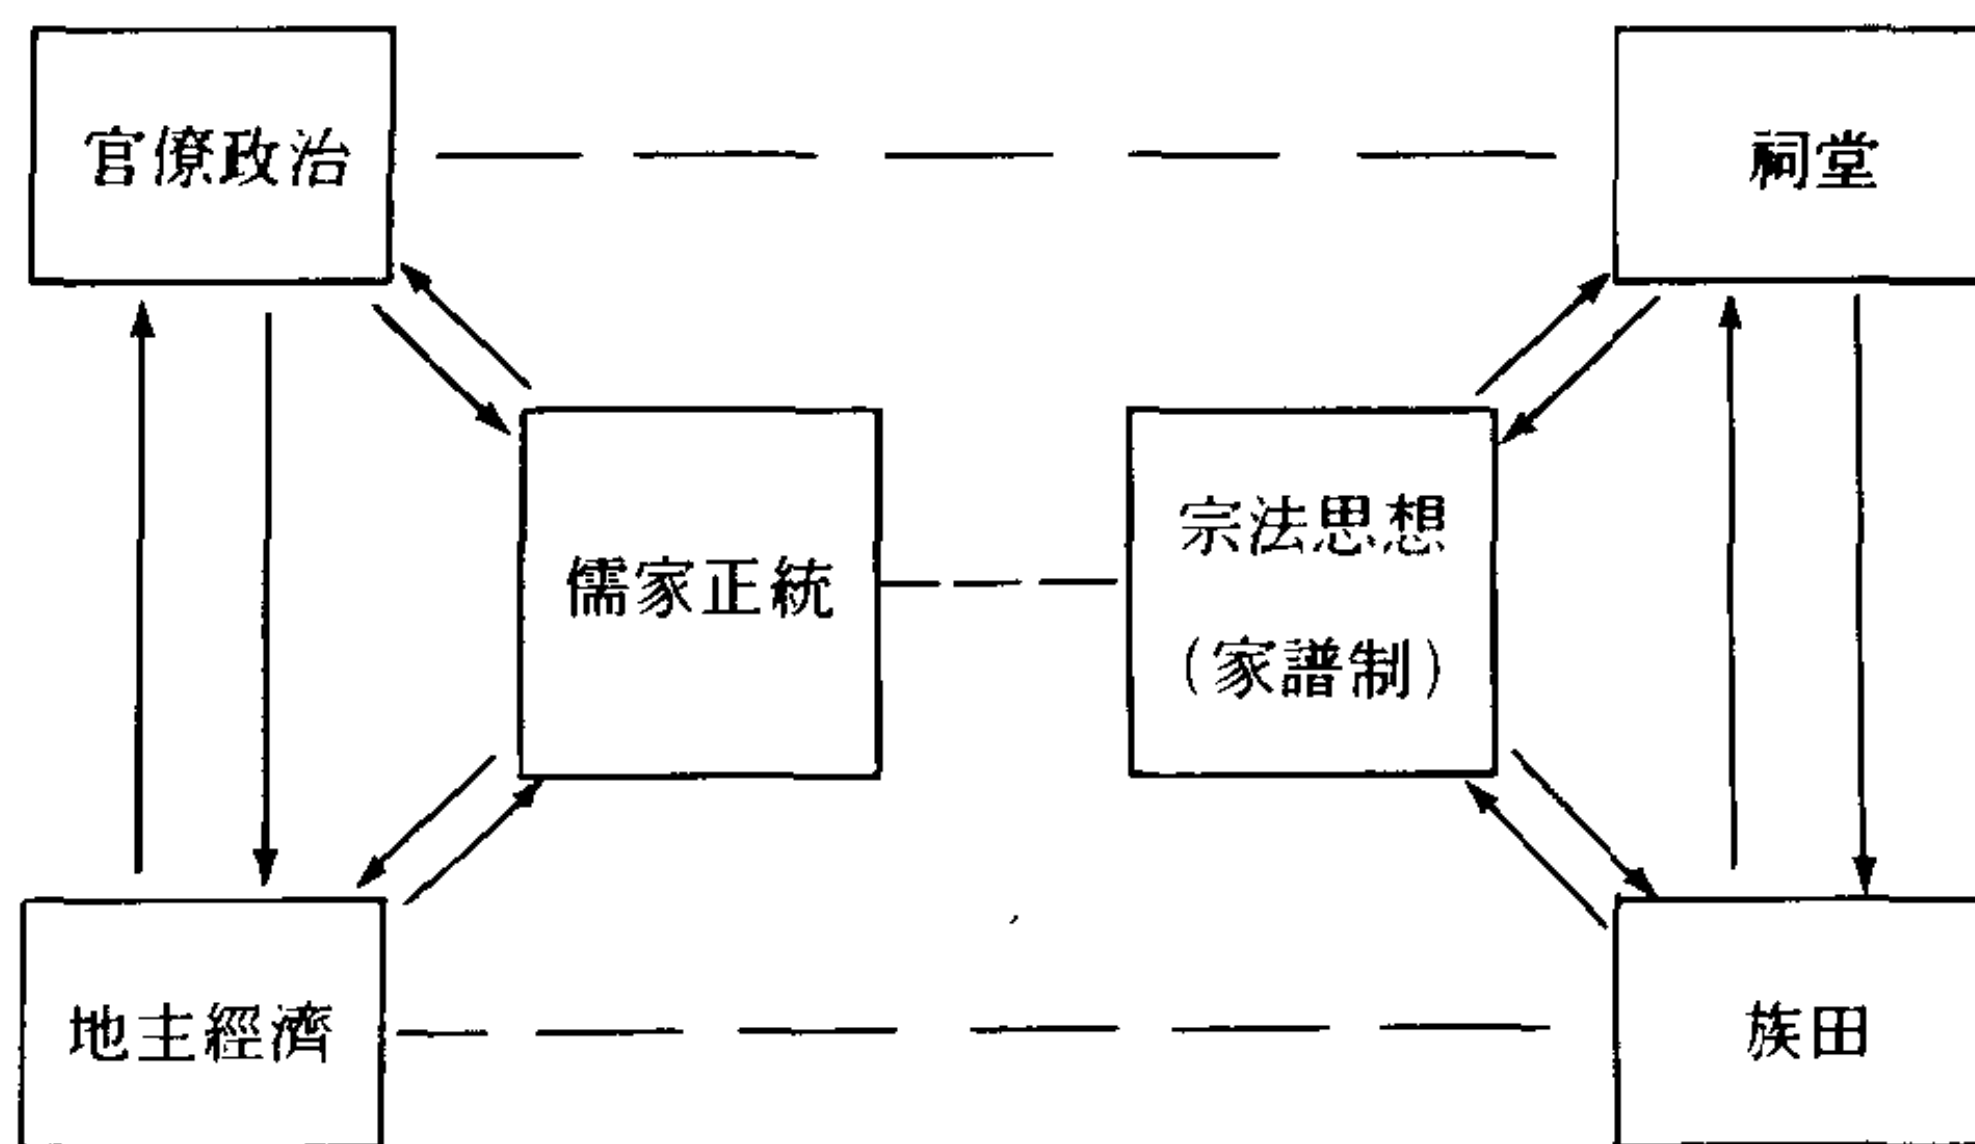 官僚政治
祠堂
儒家正統
宗法思想
（家譜制）
地主經濟
族田